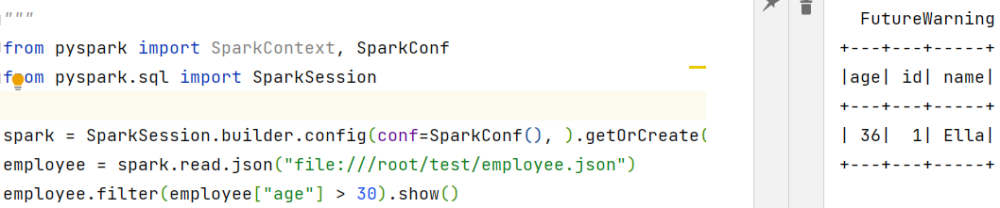 """
from pyspark import SparkContext, SparkConf
from pyspark.sql import SparkSession
spark = SparkSession.builder.config(conf=SparkConf(), ).getOrCreate(
employee = spark.read.json("file:///root/test/employee.json")
employee.filter(employee["age"] > 30).show()
FutureWarning
+---+---+-----+
|age| id| name|
+---+---+-----+
| 36|  1| Ella|
+---+---+-----+